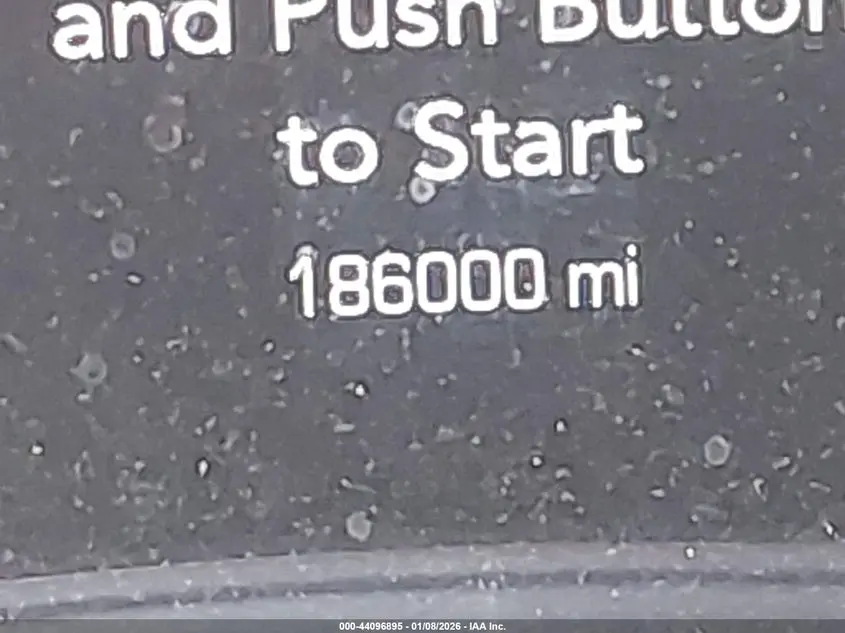 and Push Button
to Start
186000 mi
000-44096895 - 01/08/2026 - IAA Inc.